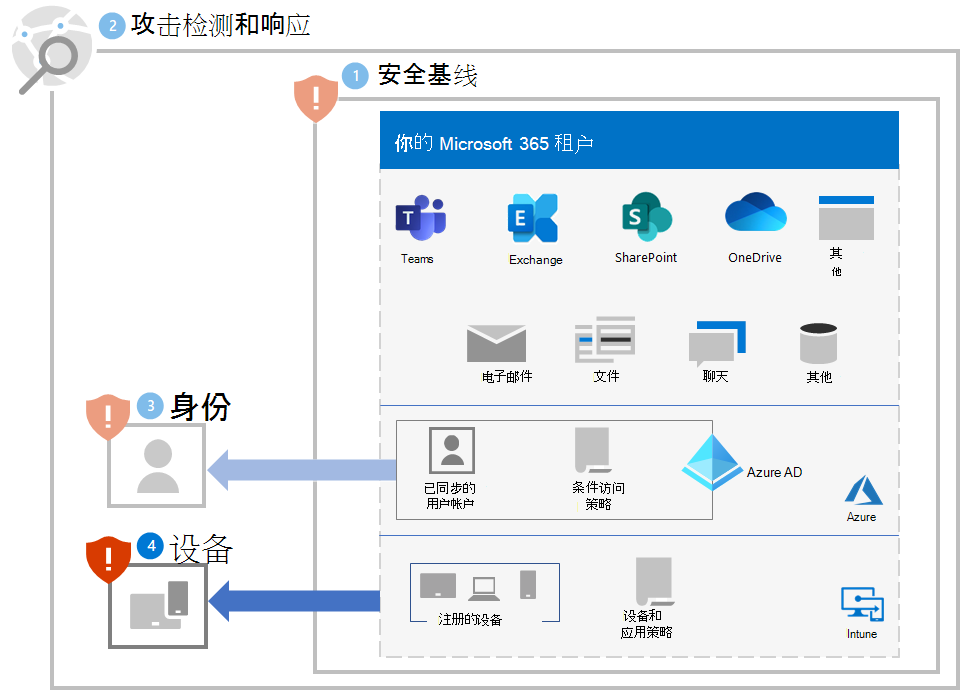 2 攻击检测和响应
1 安全基线
你的 Microsoft 365 租户
T
E
S
Teams
Exchange
SharePoint
OneDrive
其
他
电子邮件
文件
聊天
其他
3 身份
已同步的
用户帐户
条件访问
策略
Azure AD
Azure
4 设备
注册的设备
设备和
应用策略
Intune